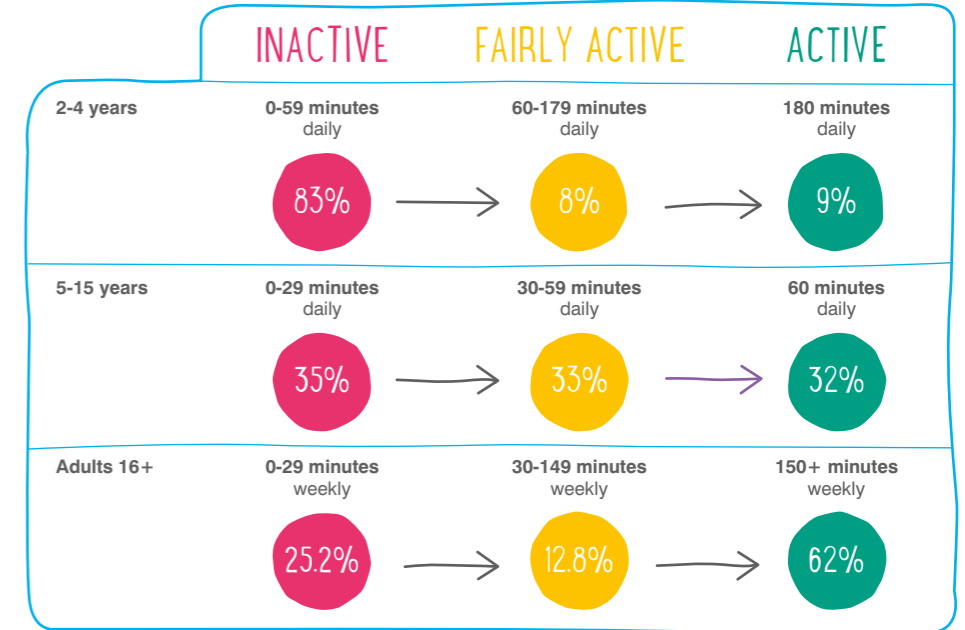 INACTIVE FAIRLY ACTIVE ACTIVE
2-4 years 0-59 minutes 60-179 minutes 180 minutes
daily daily daily
83% 8% 9%
5-15 years 0-29 minutes 30-59 minutes 60 minutes
daily daily daily
35% 33% 32%
Adults 16+ 0-29 minutes 30-149 minutes 150+ minutes
weekly weekly weekly
25.2% 12.8% 62%